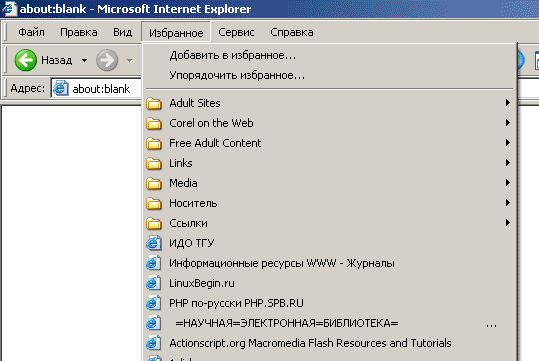 about:blank - Microsoft Internet Explorer
Файл Правка Вид Избранное Сервис Справка
Назад
Добавить в избранное...
Упорядочить избранное...
Адрес: about:blank
Adult Sites
Corel on the Web
Free Adult Content
Links
Media
Носитель
Ссылки
ИДО ТГУ
Информационные ресурсы WWW - Журналы
LinuxBegin.ru
PHP по-русски PHP.SPB.RU
=НАУЧНАЯ=ЭЛЕКТРОННАЯ=БИБЛИОТЕКА= ...
Actionscript.org Macromedia Flash Resources and Tutorials